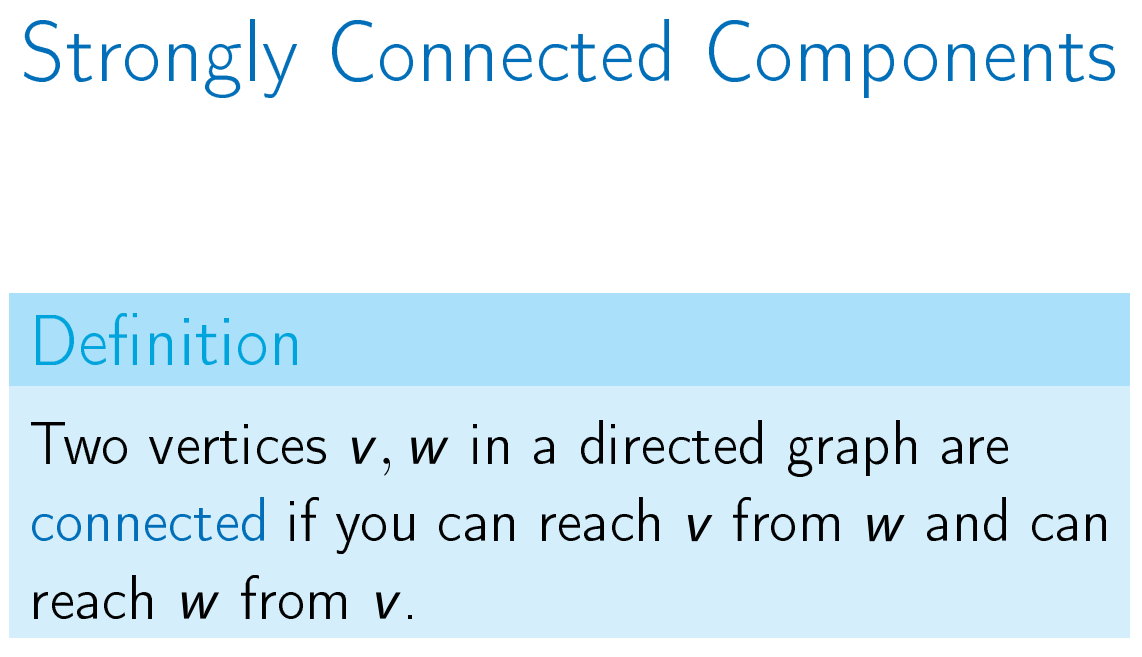 Strongly Connected Components
Definition
Two vertices v, w in a directed graph are
connected if you can reach v from w and can
reach w from v.